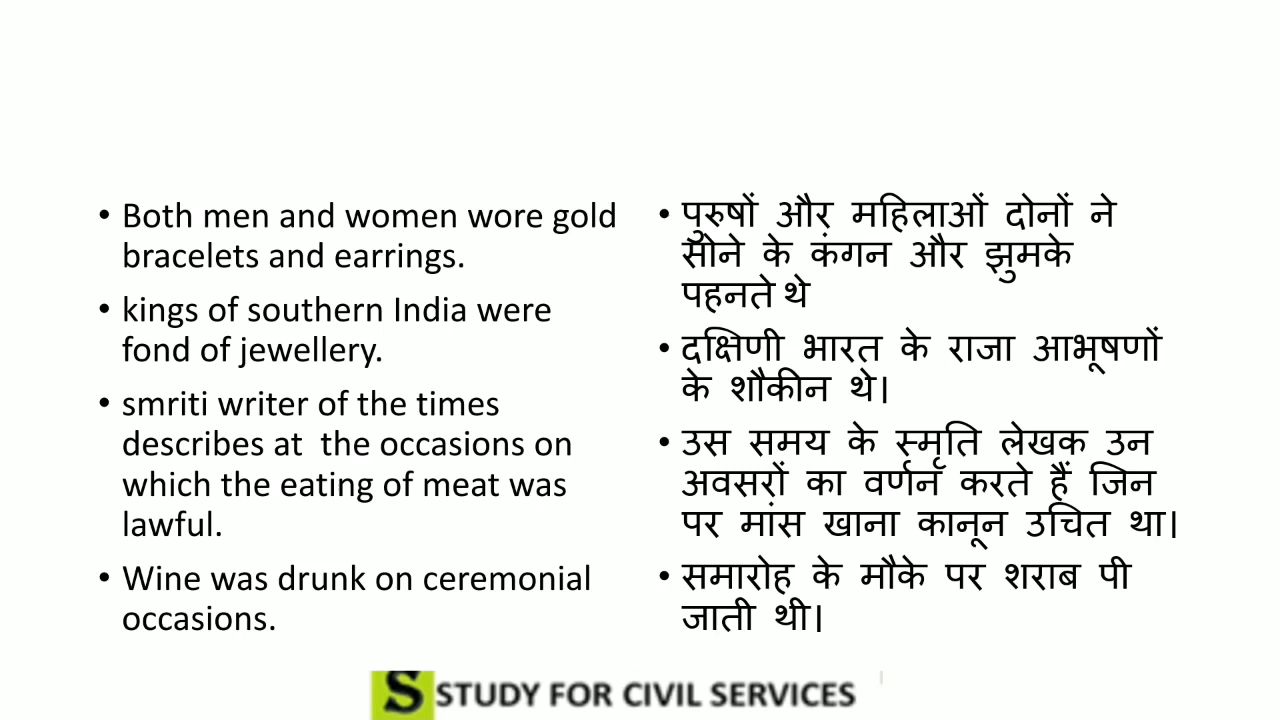 • Both men and women wore gold
bracelets and earrings.
• kings of southern India were
fond of jewellery.
• smriti writer of the times
describes at  the occasions on
which the eating of meat was
lawful.
• Wine was drunk on ceremonial
occasions.
• पुरुषों और महिलाओं दोनों ने
सोने के कंगन और झुमके
पहनते थे
• दक्षिणी भारत के राजा आभूषणों
के शौकीन थे।
• उस समय के स्मृति लेखक उन
अवसरों का वर्णन करते हैं जिन
पर मांस खाना कानून उचित था।
• समारोह के मौके पर शराब पी
जाती थी।
S STUDY FOR CIVIL SERVICES